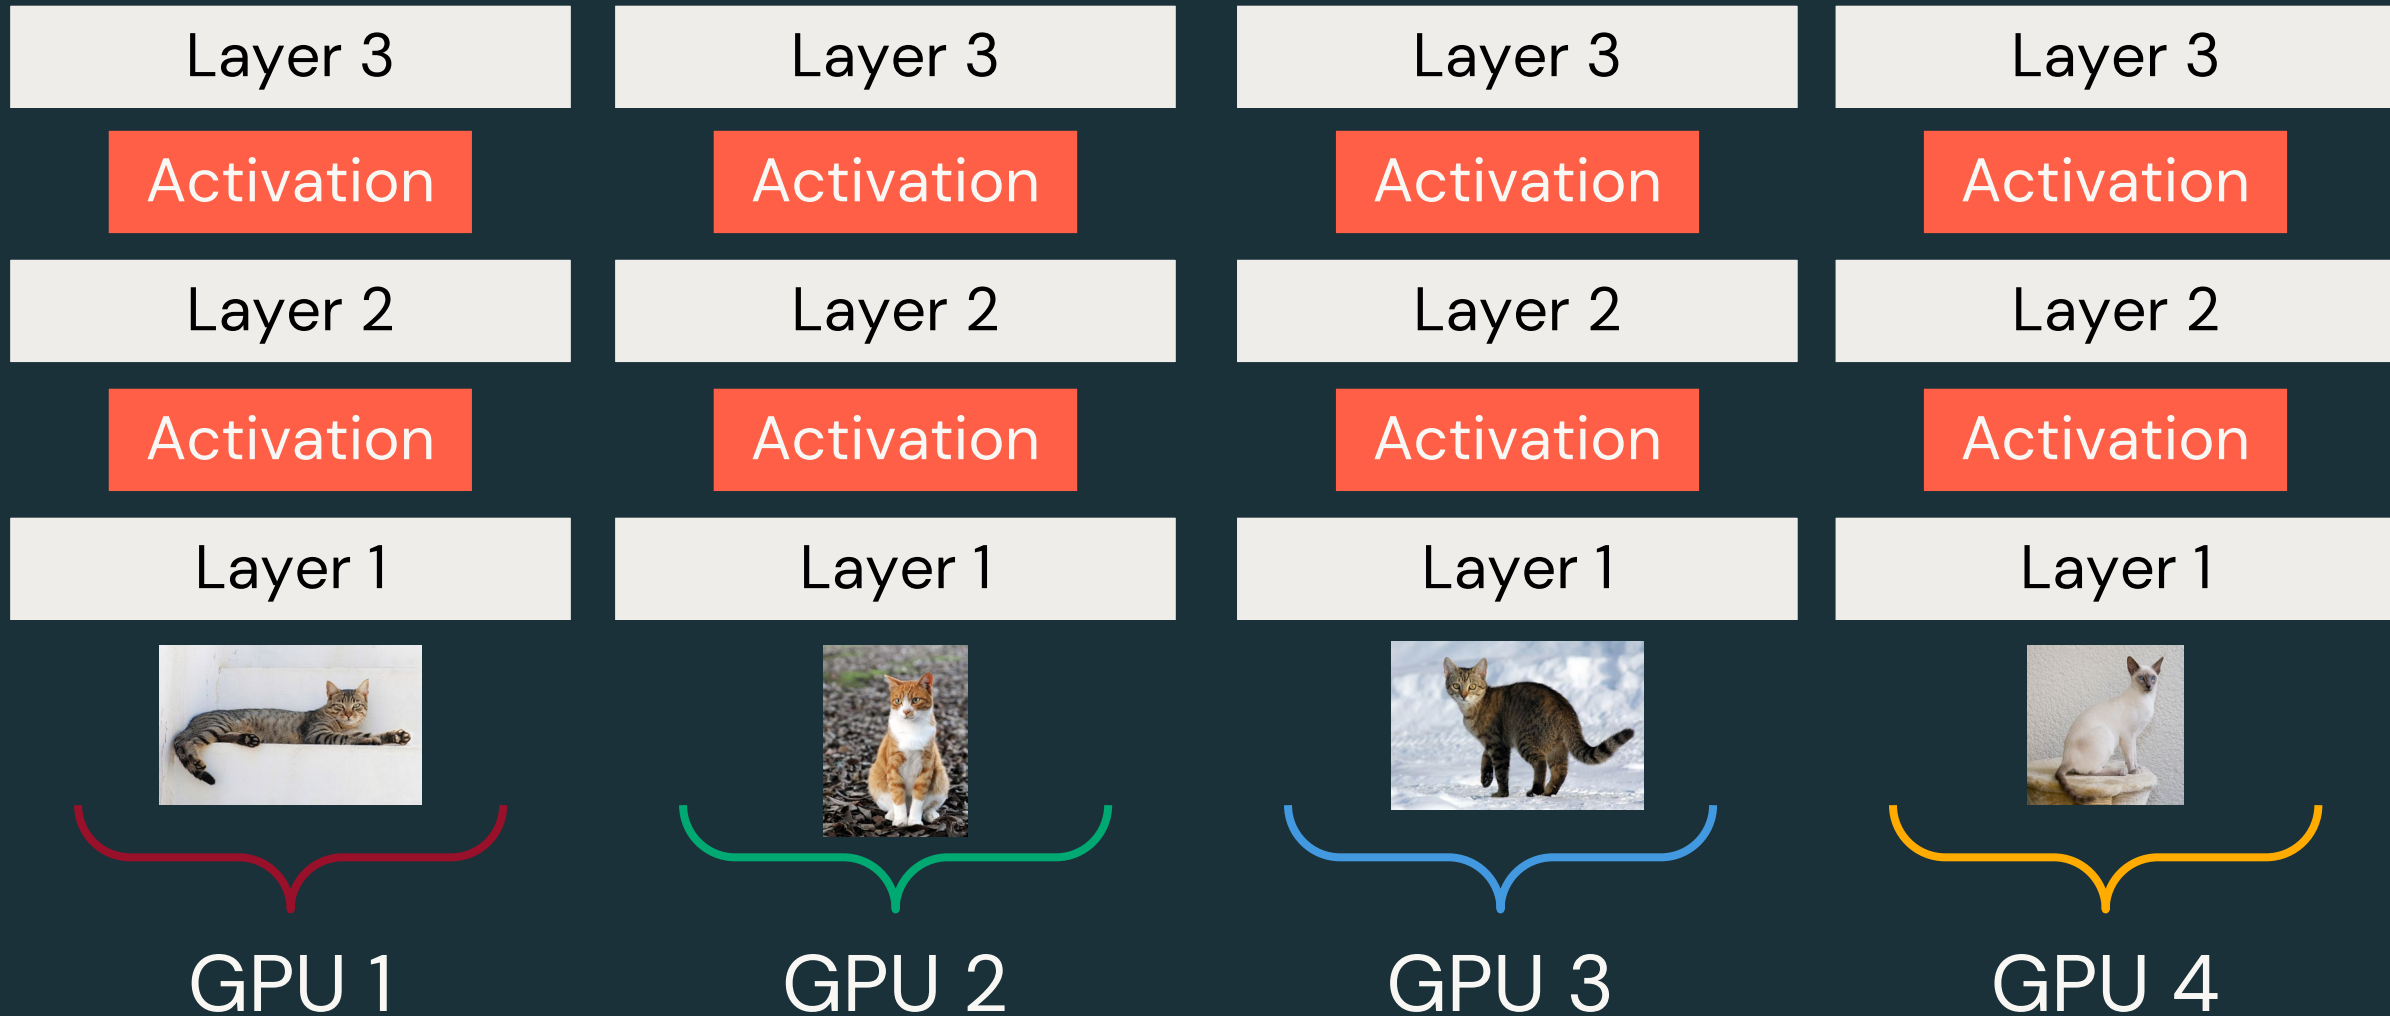 Layer 3
Layer 3
Layer 3
Layer 3
Activation
Activation
Activation
Activation
Layer 2
Layer 2
Layer 2
Layer 2
Activation
Activation
Activation
Activation
Layer 1
Layer 1
Layer 1
Layer 1
GPU 1
GPU 2
GPU 3
GPU 4